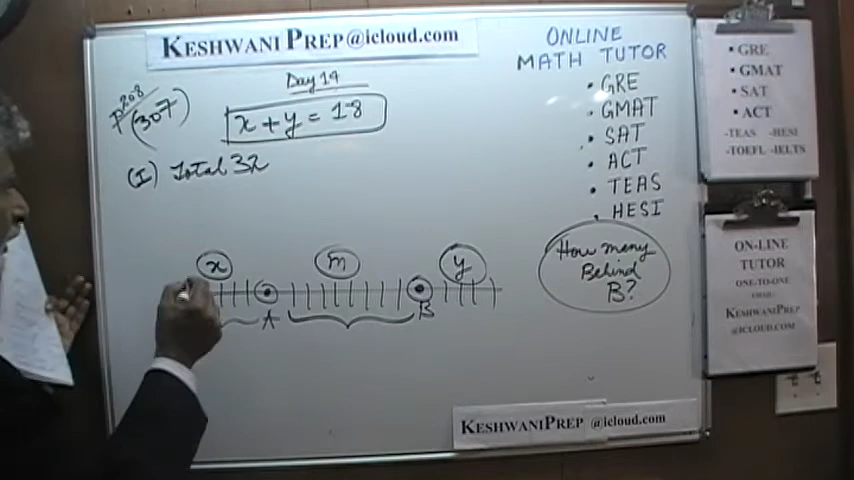 KESHWANIPREP@icloud.com
Day 19
P208
(307)
x + y = 18
(I) Total 32
x
m
y
A
B
ONLINE
MATH TUTOR
• GRE
• GMAT
• SAT
• ACT
• TEAS
• HESI
How many
Behind
B?
• GRE
• GMAT
• SAT
• ACT
-TEAS -HESI
-TOEFL -IELTS
ON-LINE
TUTOR
ONE-TO-ONE
KESHWANIPREP
@ICLOUD.COM
KESHWANIPREP @icloud.com